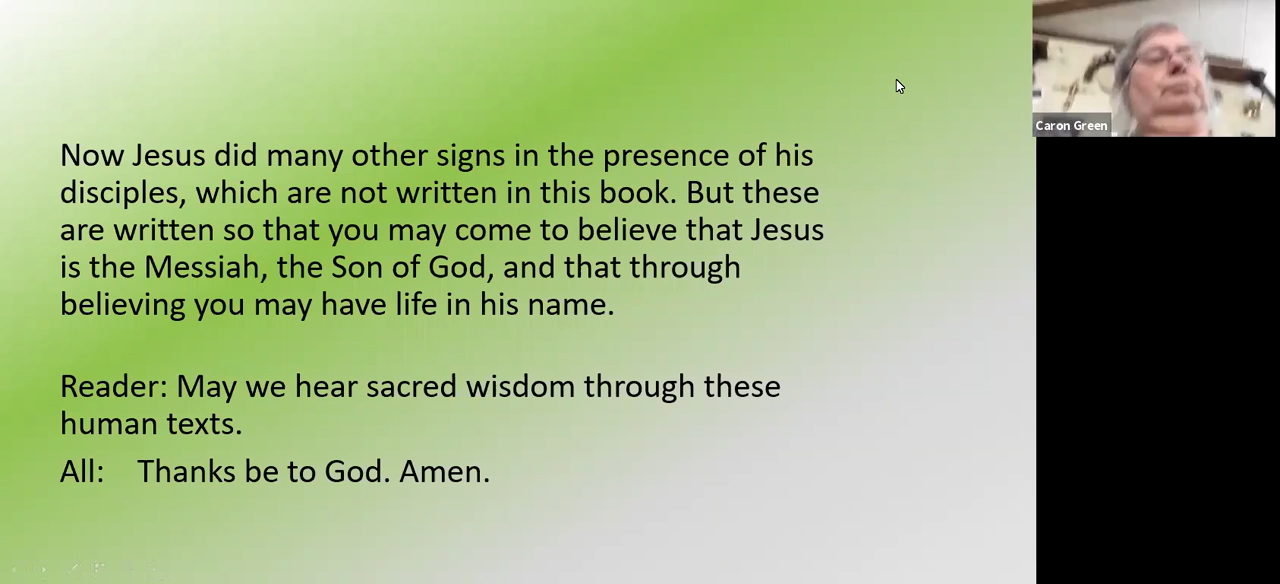 Now Jesus did many other signs in the presence of his
disciples, which are not written in this book. But these
are written so that you may come to believe that Jesus
is the Messiah, the Son of God, and that through
believing you may have life in his name.
Reader: May we hear sacred wisdom through these
human texts.
All: Thanks be to God. Amen.
Caron Green